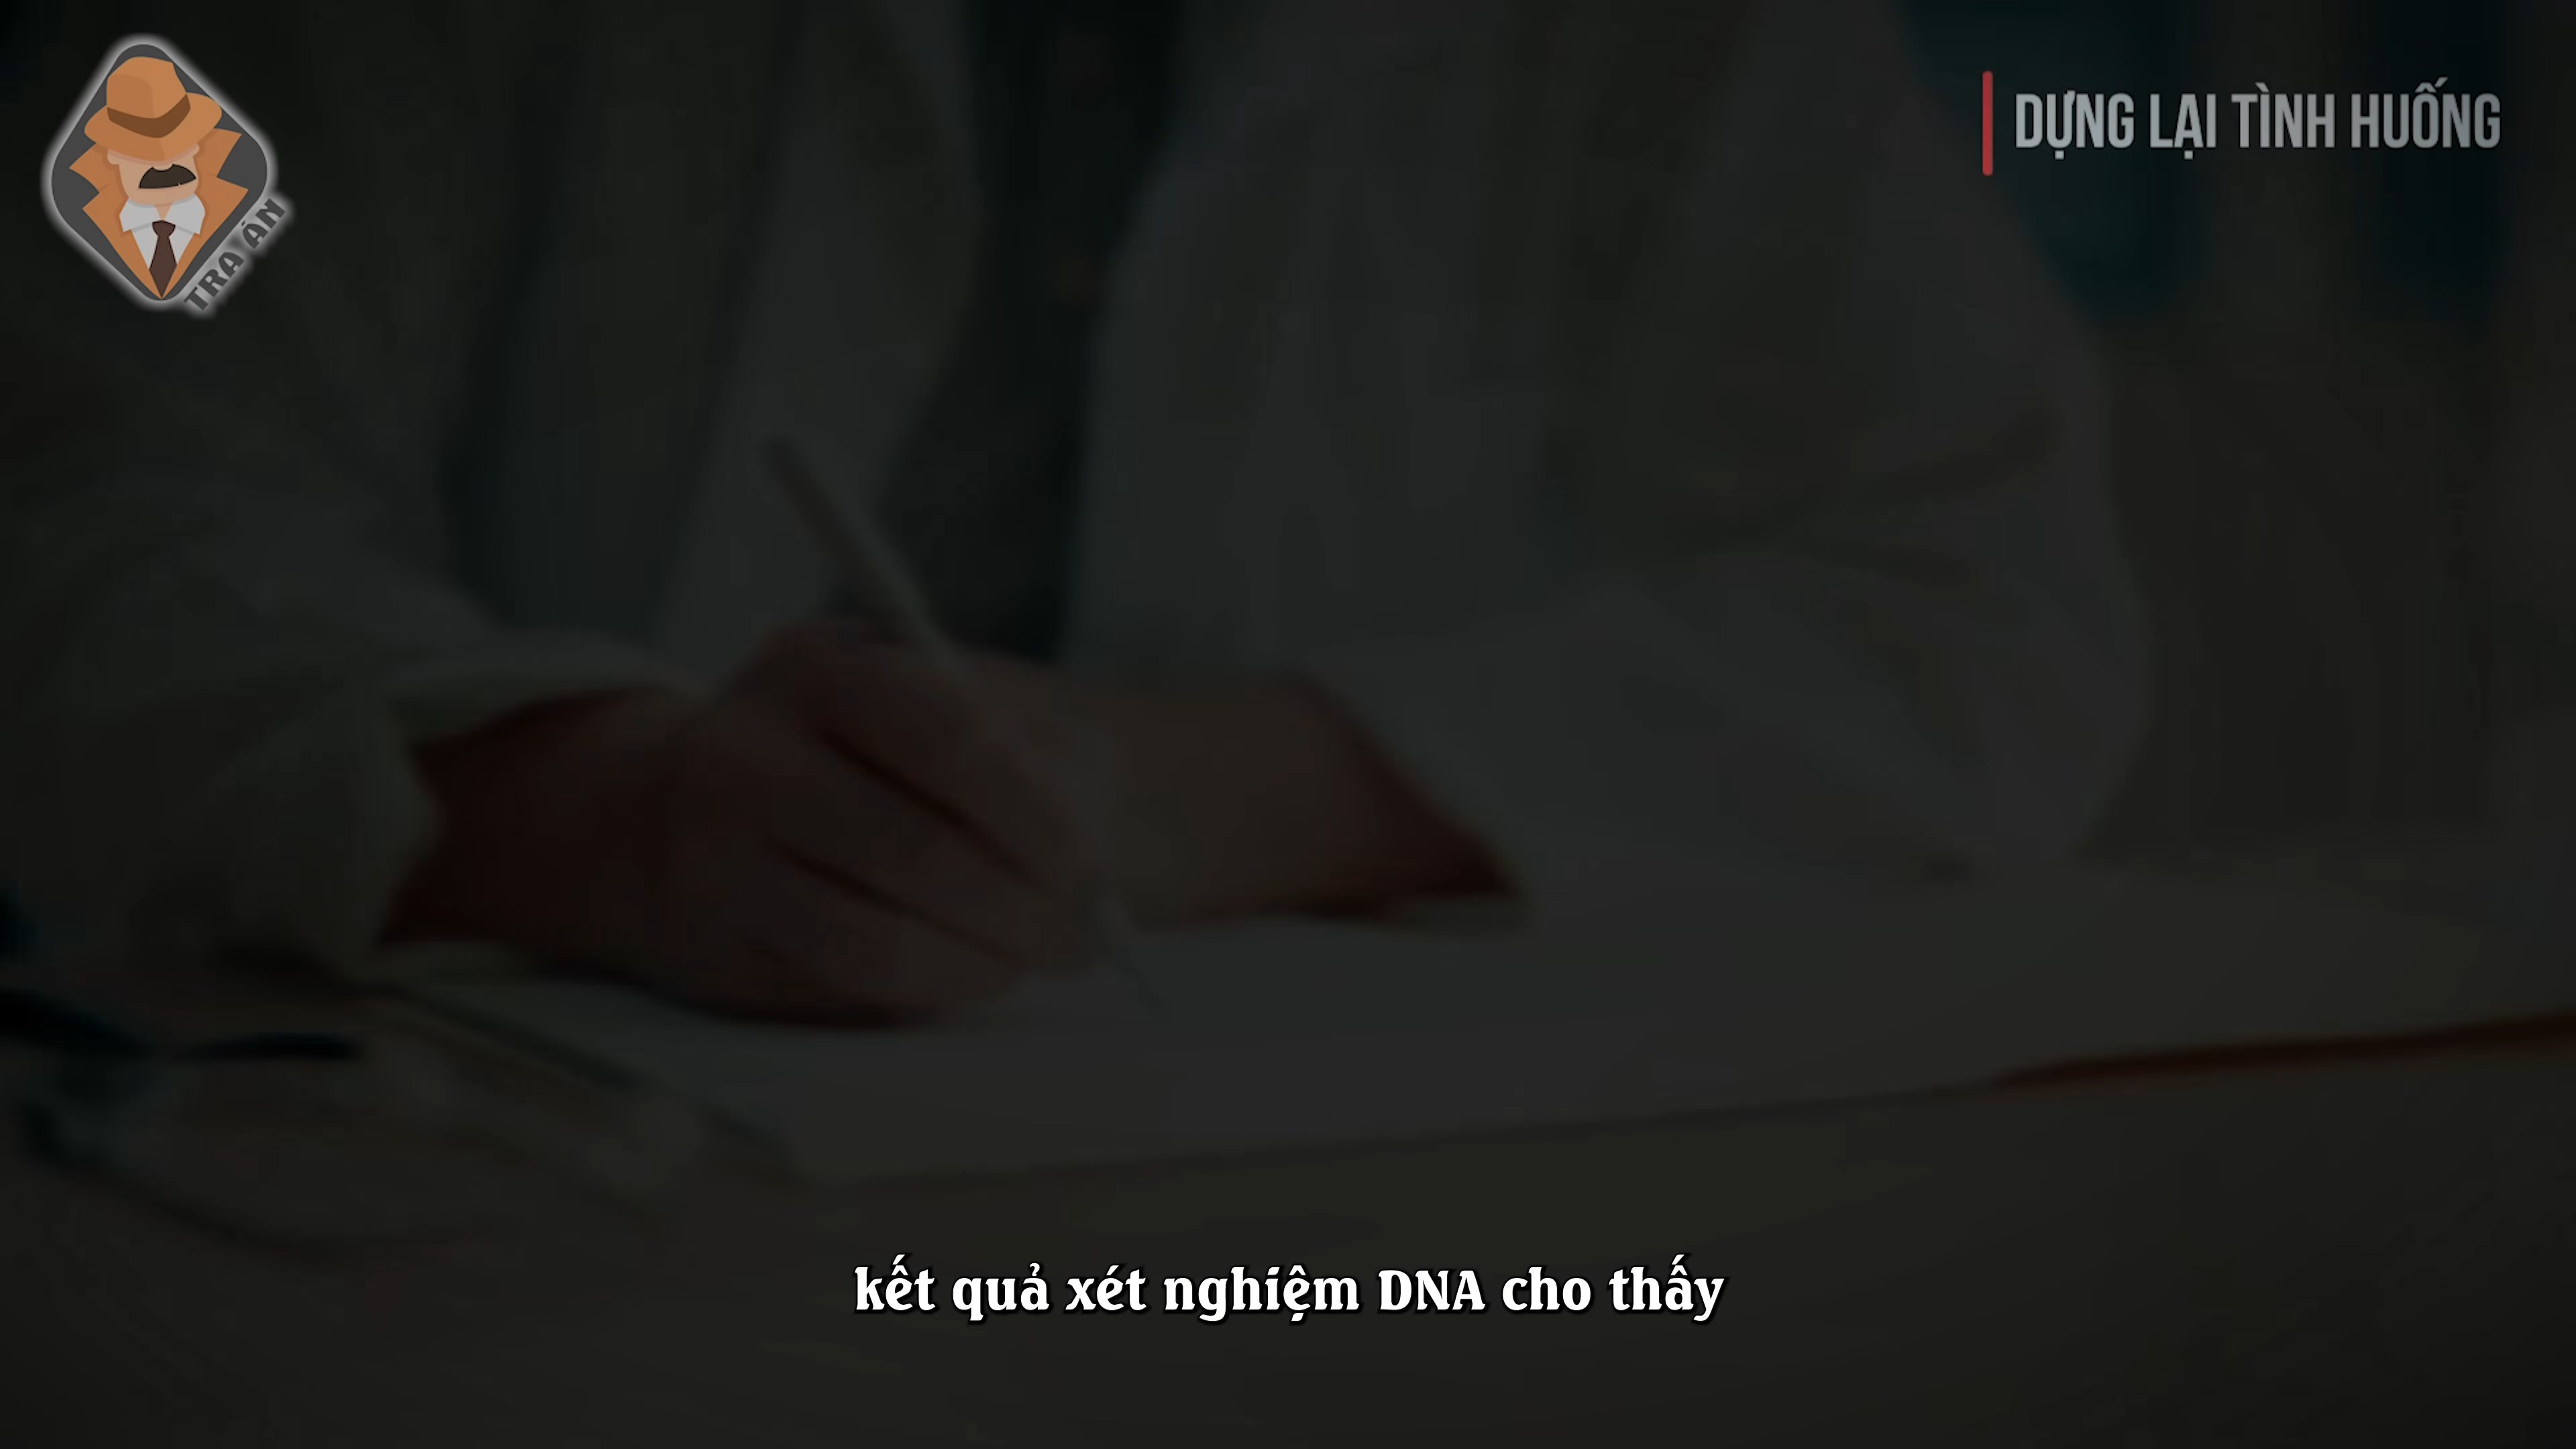 TRA ÁN
DỰNG LẠI TÌNH HUỐNG
kết quả xét nghiệm DNA cho thấy